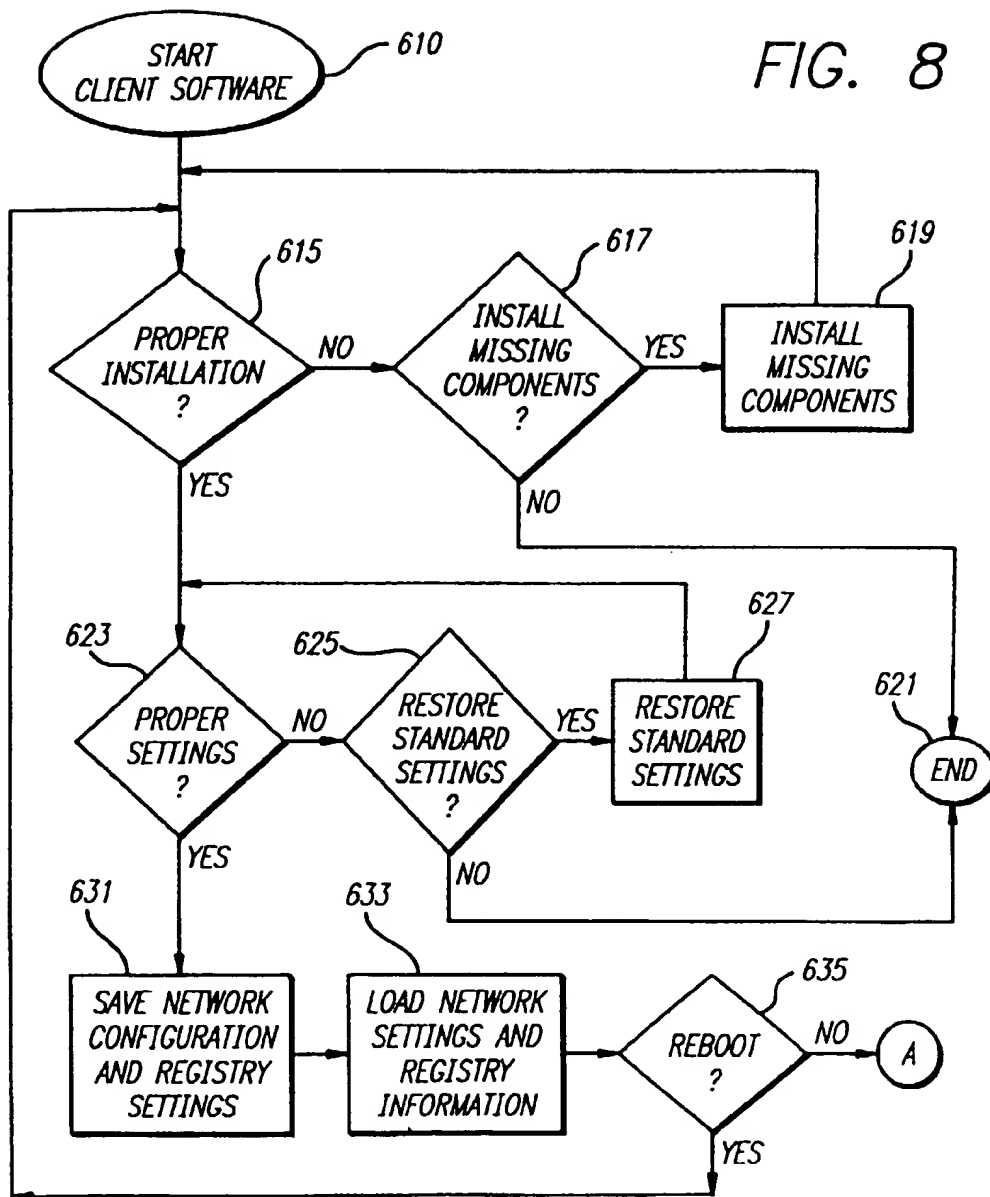 START
CLIENT SOFTWARE
610
FIG. 8
615
PROPER
INSTALLATION
?
NO
YES
617
INSTALL
MISSING
COMPONENTS
?
YES
NO
619
INSTALL
MISSING
COMPONENTS
623
PROPER
SETTINGS
?
NO
YES
625
RESTORE
STANDARD
SETTINGS
?
YES
NO
627
RESTORE
STANDARD
SETTINGS
621
END
631
SAVE NETWORK
CONFIGURATION
AND REGISTRY
SETTINGS
633
LOAD NETWORK
SETTINGS AND
REGISTRY
INFORMATION
635
REBOOT
?
NO
A
YES